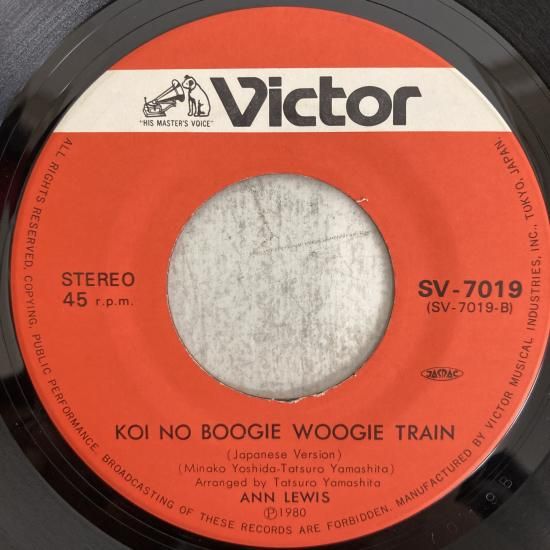 Victor
"HIS MASTER'S VOICE"
STEREO
45 r.p.m.
SV-7019
(SV-7019-B)
JASRAC
KOI NO BOOGIE WOOGIE TRAIN
(Japanese Version)
(Minako Yoshida-Tatsuro Yamashita)
Arranged by Tatsuro Yamashita
ANN LEWIS
Ⓟ1980
ALL RIGHTS RESERVED, COPYING, PUBLIC PERFORMANCE, BROADCASTING OF THESE RECORDS ARE FORBIDDEN. MANUFACTURED BY VICTOR MUSICAL INDUSTRIES, INC., TOKYO, JAPAN.